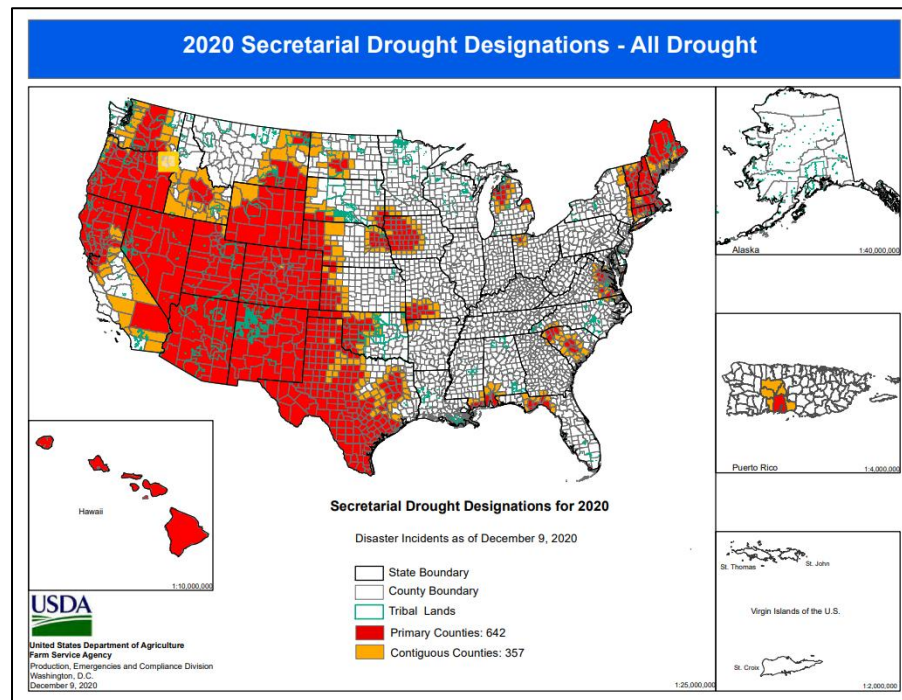 2020 Secretarial Drought Designations - All Drought
Alaska
1:40,000,000
Puerto Rico
1:4,000,000
Hawaii
1:10,000,000
Secretarial Drought Designations for 2020
Disaster Incidents as of December 9, 2020
State Boundary
County Boundary
Tribal Lands
Primary Counties: 642
Contiguous Counties: 357
St. Thomas
St. John
Virgin Islands of the U.S.
St. Croix
1:2,000,000
USDA
United States Department of Agriculture
Farm Service Agency
Production, Emergencies and Compliance Division
Washington, D.C.
December 9, 2020
1:25,000,000